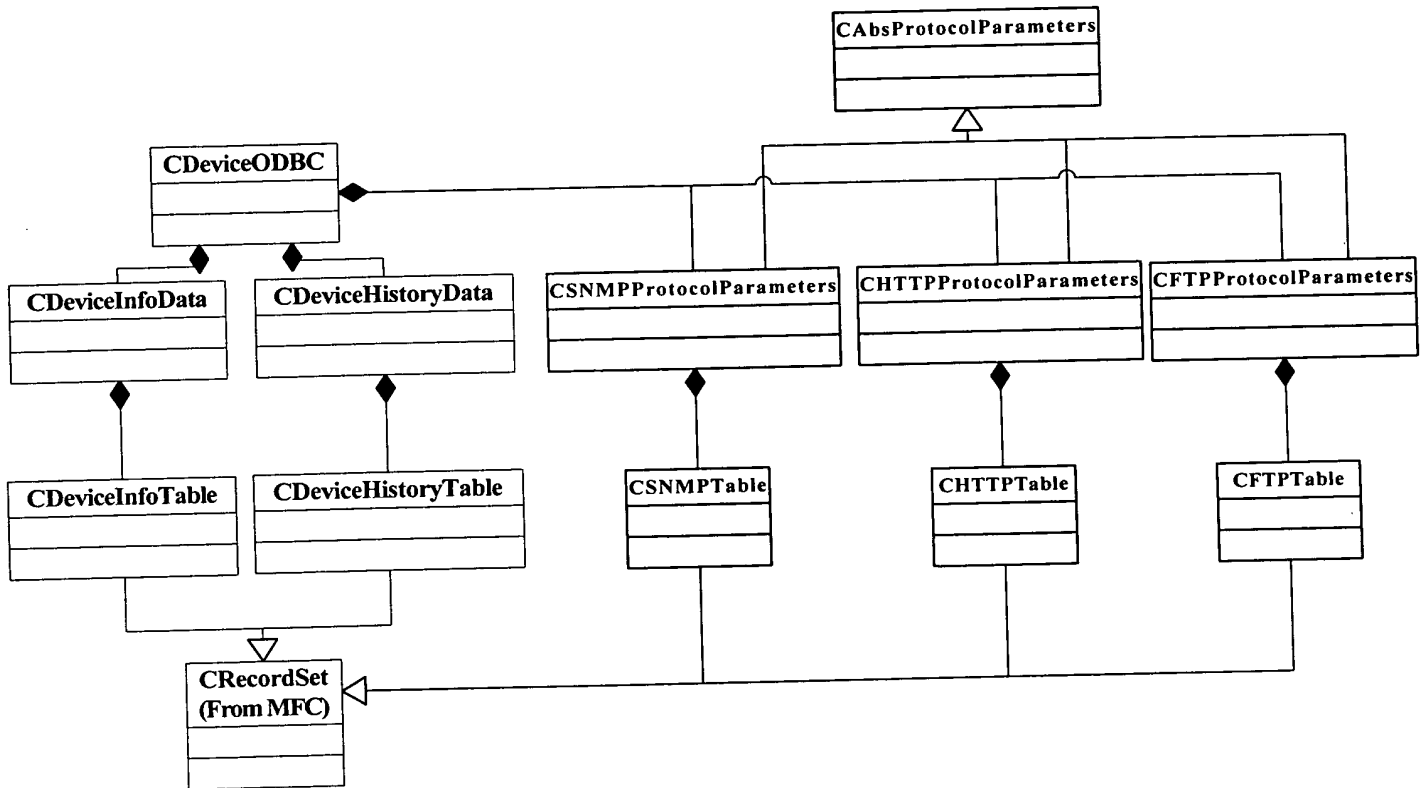 CAbsProtocolParameters
CDeviceODBC
CDeviceInfoData
CDeviceHistoryData
CSNMPProtocolParameters
CHTTPProtocolParameters
CFTPProtocolParameters
CDeviceInfoTable
CDeviceHistoryTable
CSNMPTable
CHTTPTable
CFTPTable
CRecordSet
(From MFC)